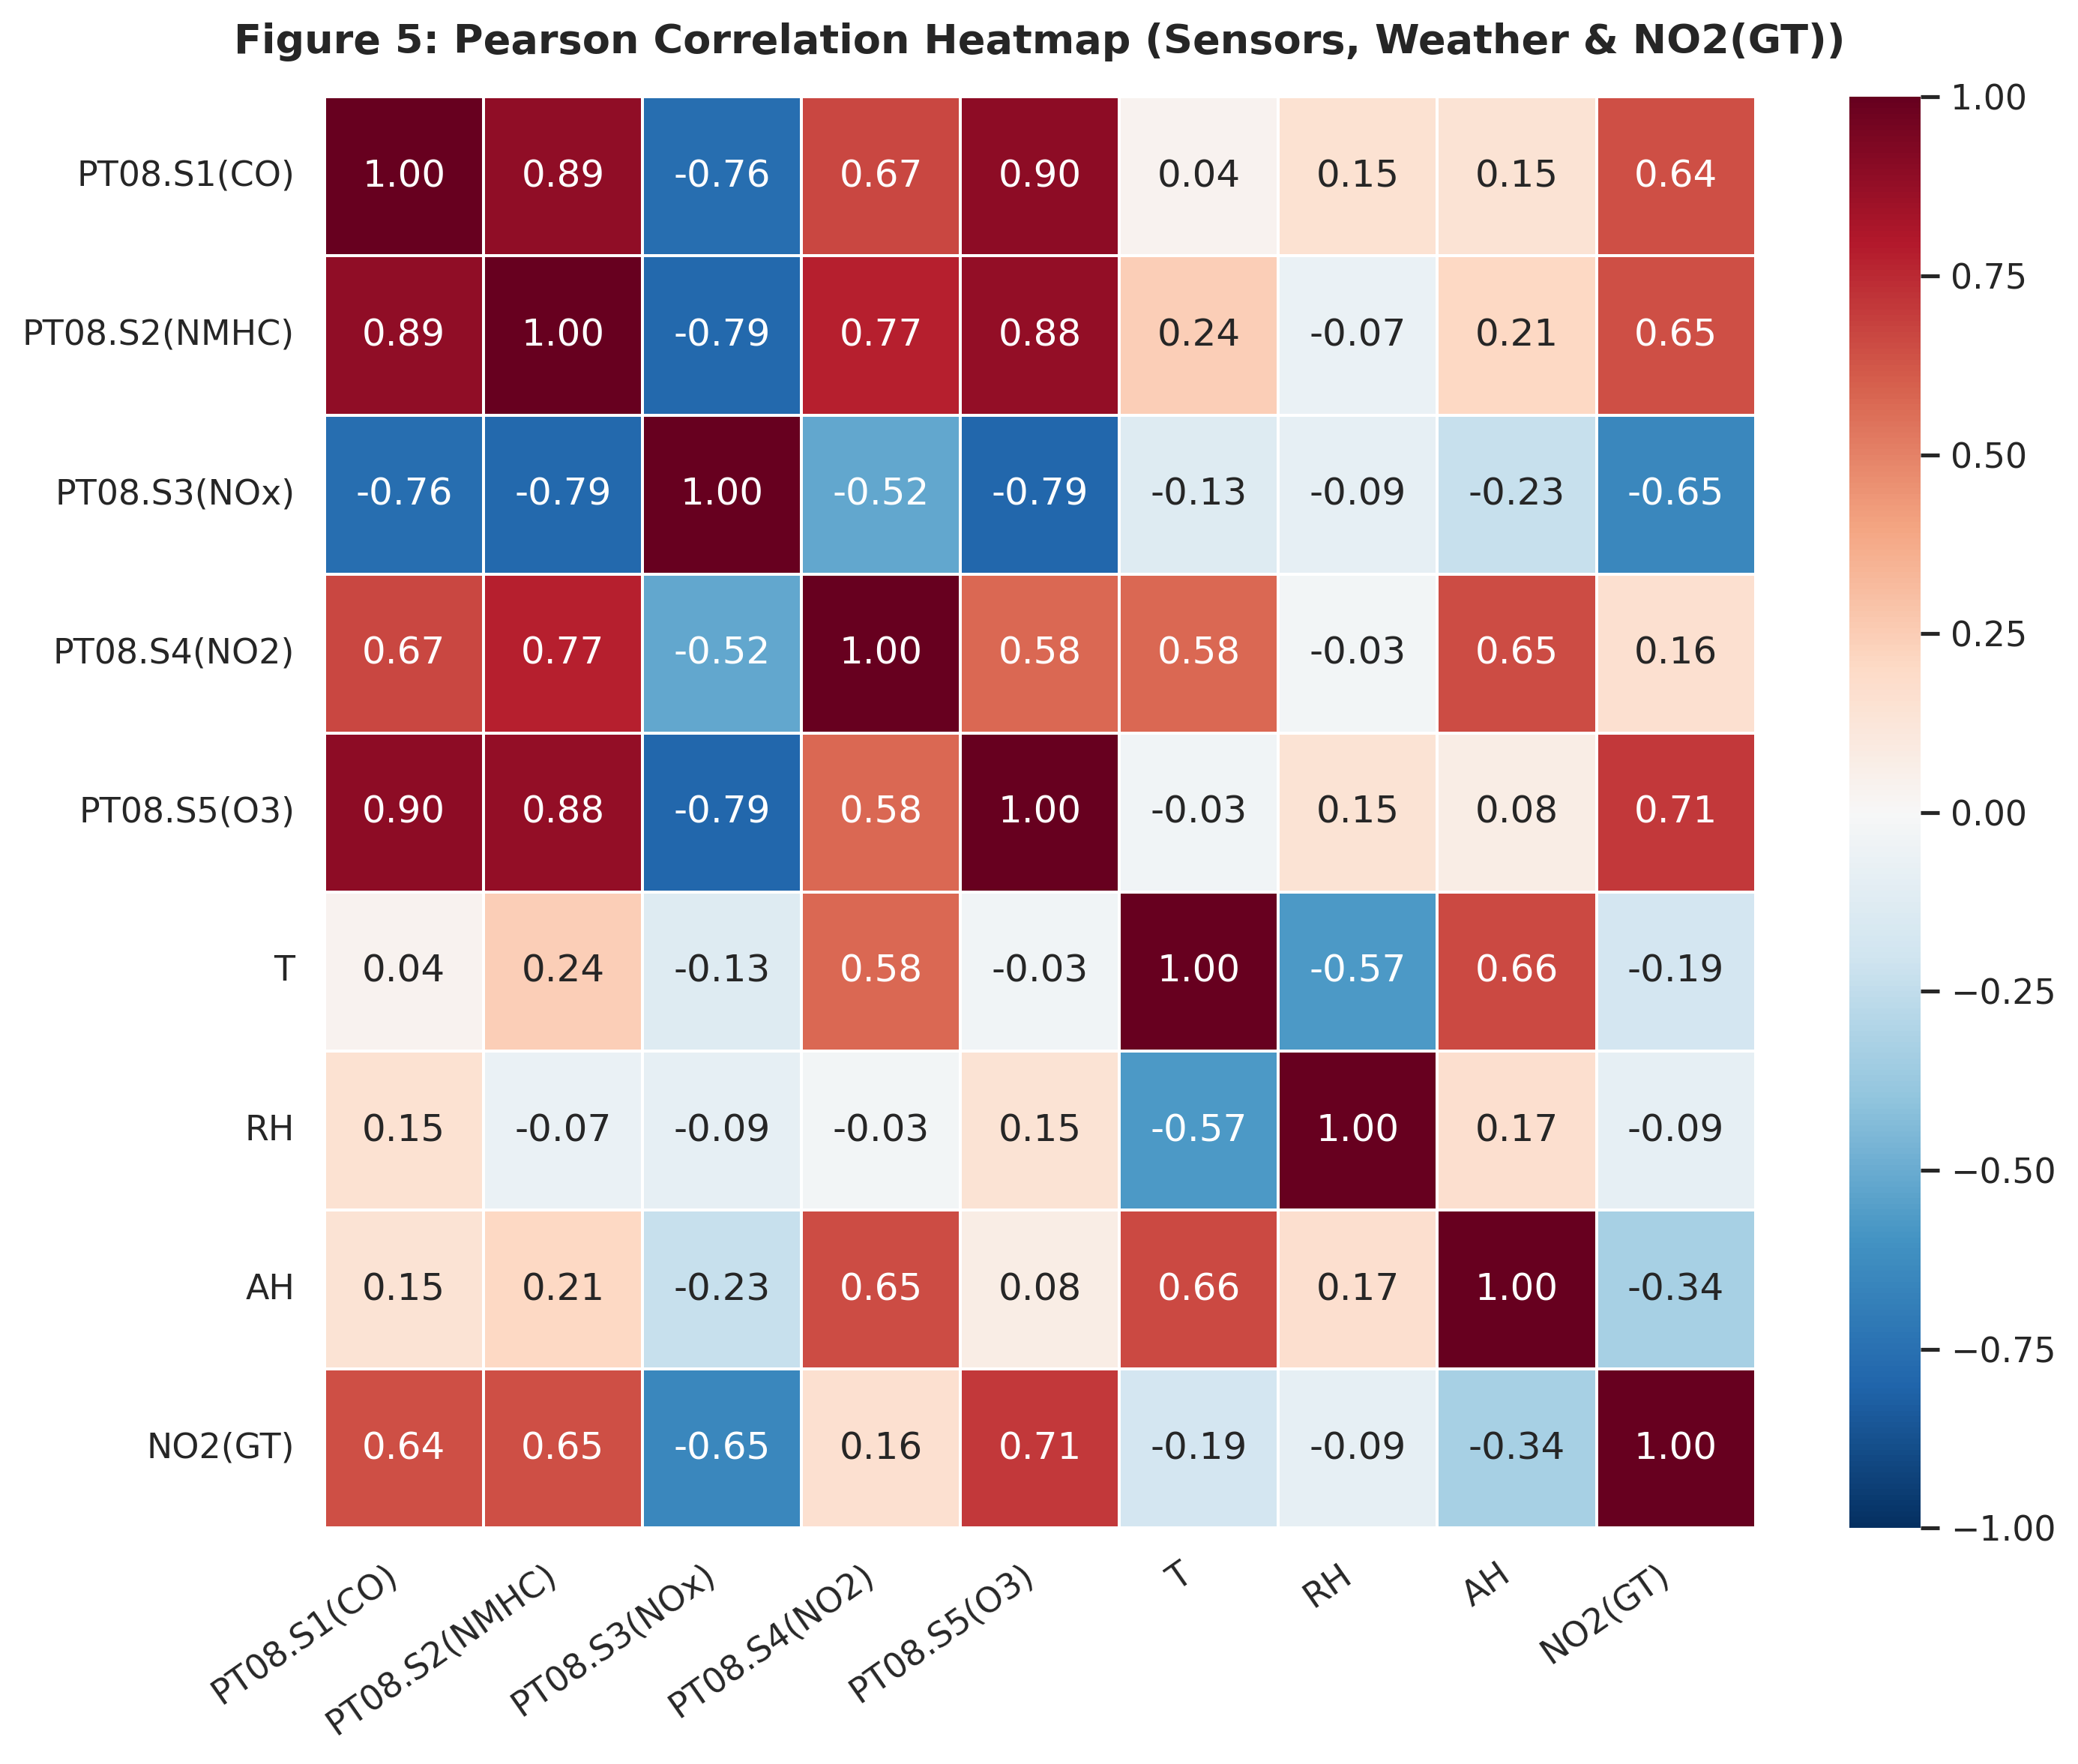 Figure 5: Pearson Correlation Heatmap (Sensors, Weather & NO2(GT))
PT08.S1(CO) 1.00 0.89 -0.76 0.67 0.90 0.04 0.15 0.15 0.64
PT08.S2(NMHC) 0.89 1.00 -0.79 0.77 0.88 0.24 -0.07 0.21 0.65
PT08.S3(NOx) -0.76 -0.79 1.00 -0.52 -0.79 -0.13 -0.09 -0.23 -0.65
PT08.S4(NO2) 0.67 0.77 -0.52 1.00 0.58 0.58 -0.03 0.65 0.16
PT08.S5(O3) 0.90 0.88 -0.79 0.58 1.00 -0.03 0.15 0.08 0.71
T 0.04 0.24 -0.13 0.58 -0.03 1.00 -0.57 0.66 -0.19
RH 0.15 -0.07 -0.09 -0.03 0.15 -0.57 1.00 0.17 -0.09
AH 0.15 0.21 -0.23 0.65 0.08 0.66 0.17 1.00 -0.34
NO2(GT) 0.64 0.65 -0.65 0.16 0.71 -0.19 -0.09 -0.34 1.00
PT08.S1(CO) PT08.S2(NMHC) PT08.S3(NOx) PT08.S4(NO2) PT08.S5(O3) T RH AH NO2(GT)
1.00
0.75
0.50
0.25
0.00
−0.25
−0.50
−0.75
−1.00